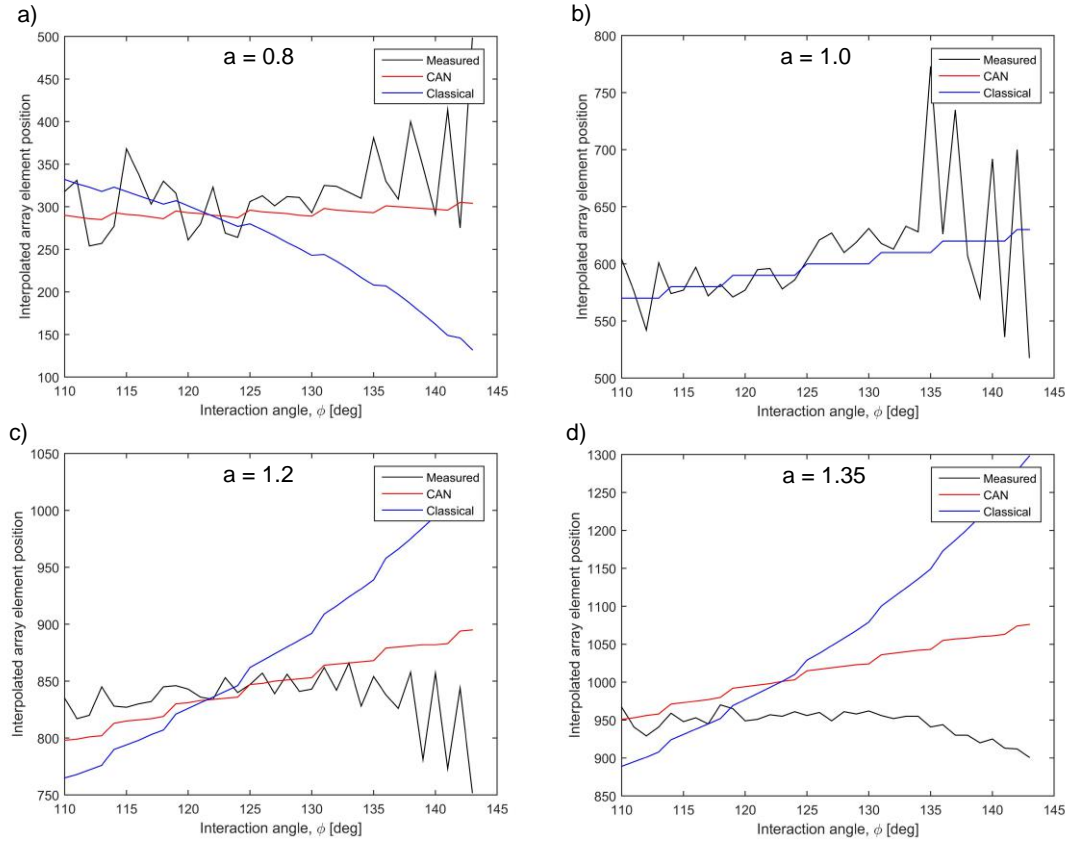 a)
a = 0.8
Measured
CAN
Classical
500
450
400
350
300
250
200
150
100
110 115 120 125 130 135 140 145
Interpolated array element position
Interaction angle, ϕ [deg]
b)
a = 1.0
Measured
CAN
Classical
800
750
700
650
600
550
500
110 115 120 125 130 135 140 145
Interpolated array element position
Interaction angle, ϕ [deg]
c)
a = 1.2
Measured
CAN
Classical
1050
1000
950
900
850
800
750
110 115 120 125 130 135 140 145
Interpolated array element position
Interaction angle, ϕ [deg]
d)
a = 1.35
Measured
CAN
Classical
1300
1250
1200
1150
1100
1050
1000
950
900
850
110 115 120 125 130 135 140 145
Interpolated array element position
Interaction angle, ϕ [deg]